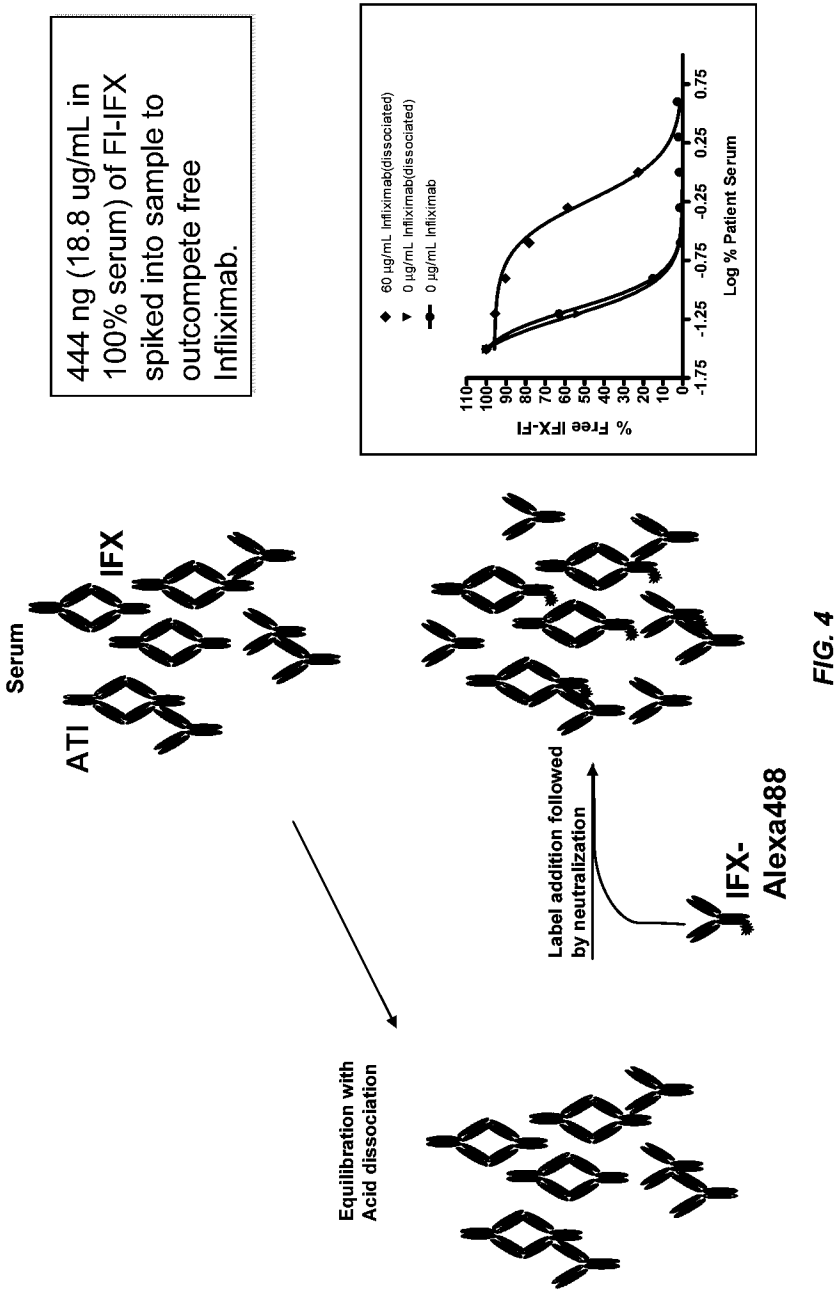 Serum
ATI
IFX
444 ng (18.8 ug/mL in
100% serum) of Fl-IFX
spiked into sample to
outcompete free
Infliximab.
Equilibration with
Acid dissociation
Label addition followed
by neutralization
IFX-
Alexa488
60 µg/mL Infliximab(dissociated)
0 µg/mL Infliximab(dissociated)
0 µg/mL Infliximab
% Free IFX-Fl
110
100
90
80
70
60
50
40
30
20
10
0
-1.75
-1.25
-0.75
-0.25
0.25
0.75
Log % Patient Serum
FIG. 4